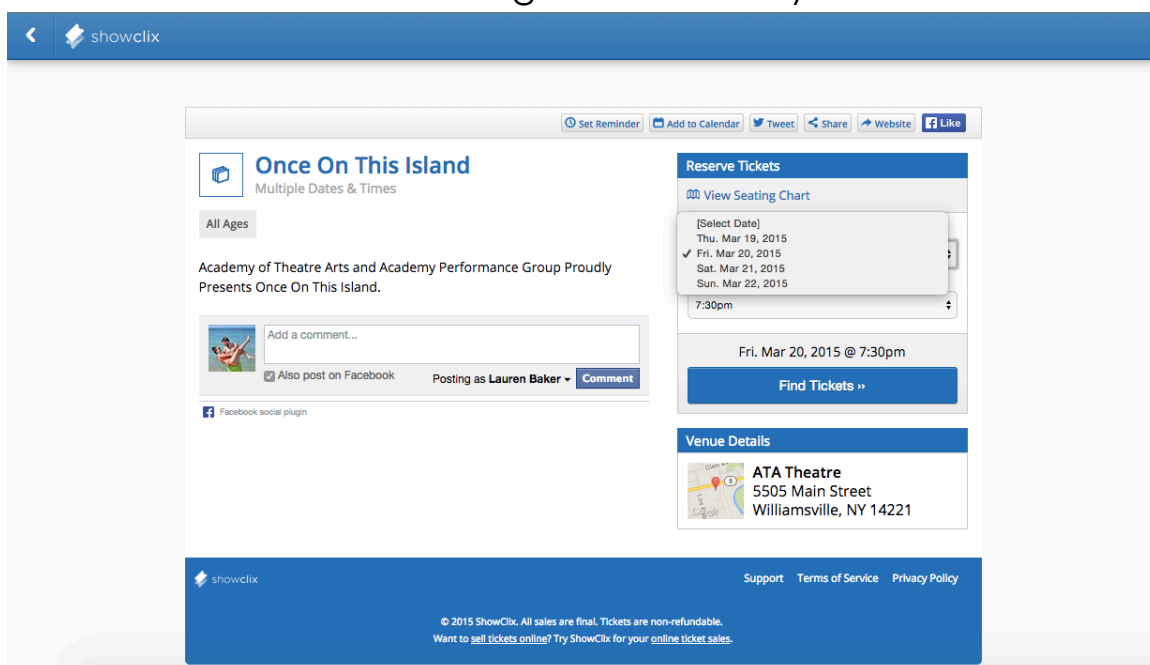 showclix
Set Reminder
Add to Calendar
Tweet
Share
Website
Like
Once On This Island
Multiple Dates & Times
All Ages
Academy of Theatre Arts and Academy Performance Group Proudly
Presents Once On This Island.
Add a comment...
Also post on Facebook
Posting as Lauren Baker
Comment
Facebook social plugin
Reserve Tickets
View Seating Chart
[Select Date]
Thu. Mar 19, 2015
✓ Fri. Mar 20, 2015
Sat. Mar 21, 2015
Sun. Mar 22, 2015
7:30pm
Fri. Mar 20, 2015 @ 7:30pm
Find Tickets »
Venue Details
ATA Theatre
5505 Main Street
Williamsville, NY 14221
showclix
Support Terms of Service Privacy Policy
© 2015 ShowClix. All sales are final. Tickets are non-refundable.
Want to sell tickets online? Try ShowClix for your online ticket sales.